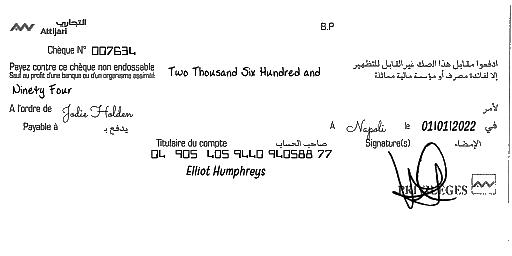 التجاري
Attijari
B.P
Chèque N° 007634
Payez contre ce chèque non endossable
Sauf au profit d'une banque ou d'un organisme assimilé
Two Thousand Six Hundred and
ادفعوا مقابل هذا الصك غير القابل للتظهير
إلا لفائدة مصرف أو مؤسسة مالية مماثلة
Ninety Four
A l'ordre de Jodie Holden
لأمر
Payable à يدفع بـ
A Napoli le 01/01/2022 في
Titulaire du compte صاحب الحساب
Signature(s) الإمضاء
04 905 405 9440 940588 77
Elliot Humphreys
PRIVILEGES